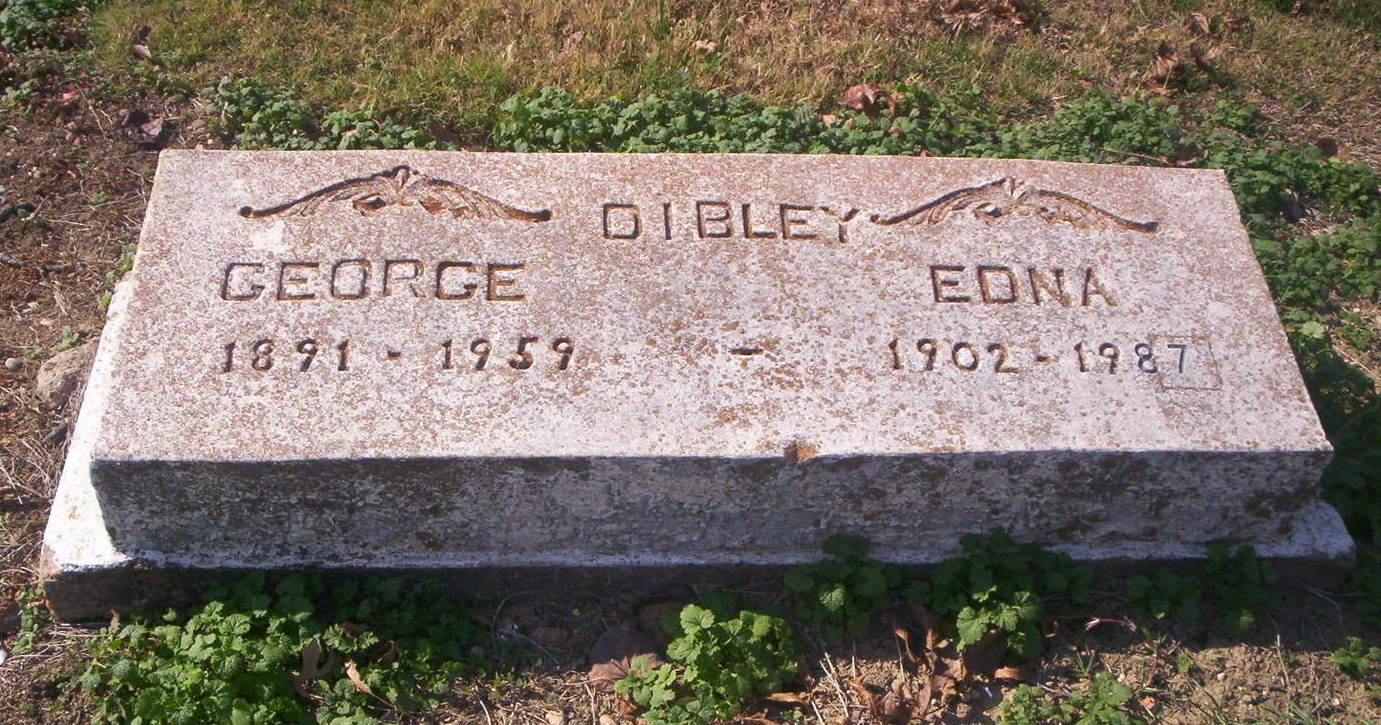 DIBLEY
GEORGE EDNA
1891 - 1959 - 1902 - 1987